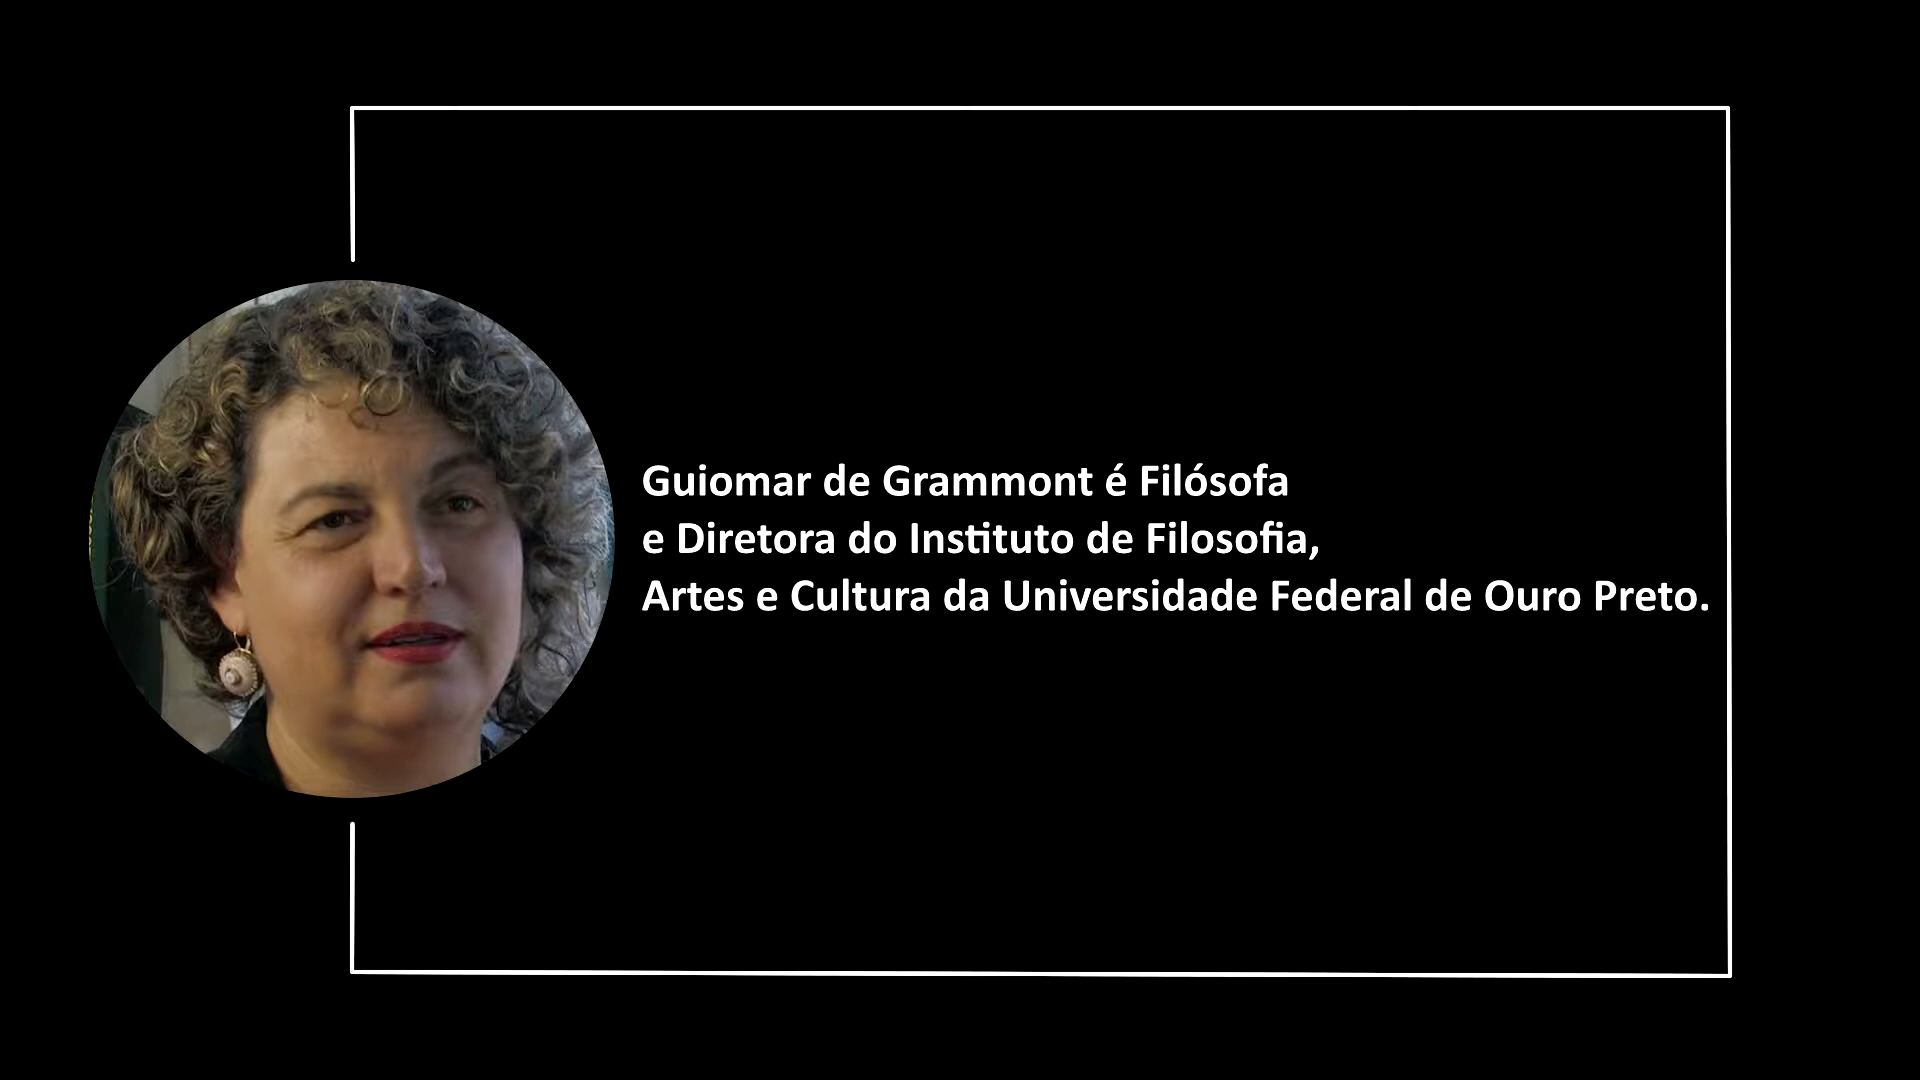 Guiomar de Grammont é Filósofa
e Diretora do Instituto de Filosofia,
Artes e Cultura da Universidade Federal de Ouro Preto.